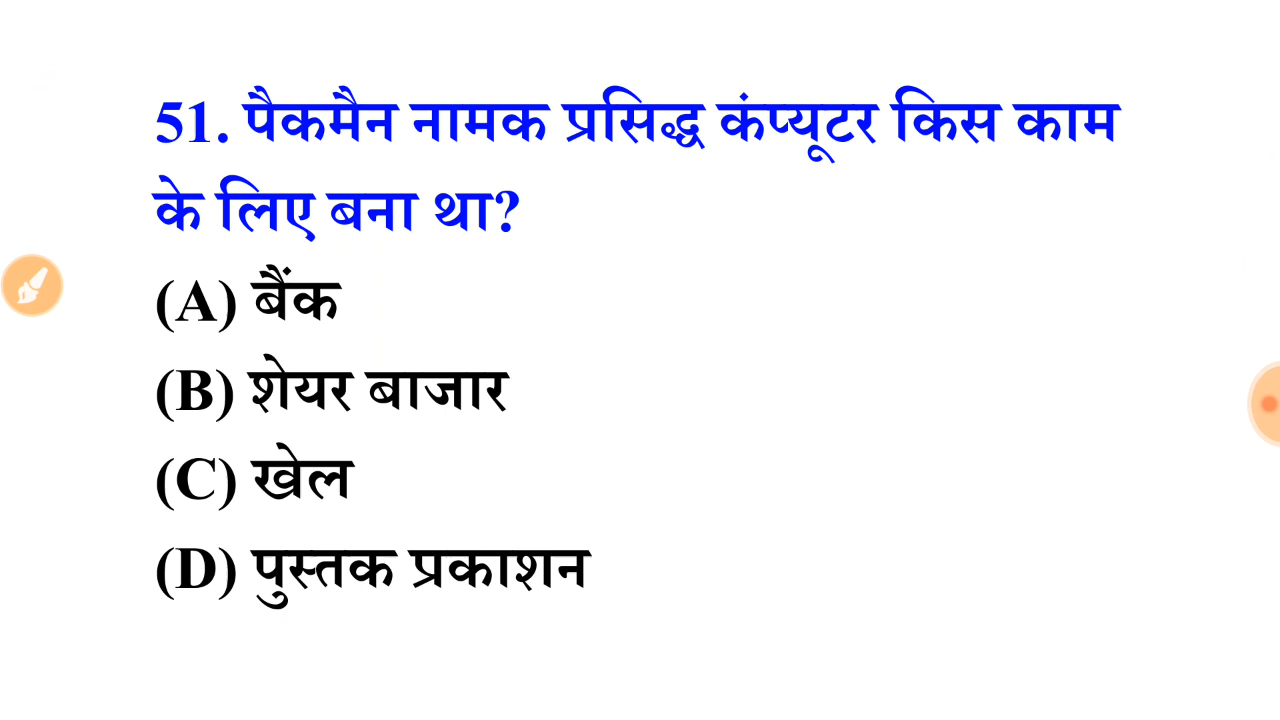 51. पैकमैन नामक प्रसिद्ध कंप्यूटर किस काम
के लिए बना था?
(A) बैंक
(B) शेयर बाजार
(C) खेल
(D) पुस्तक प्रकाशन